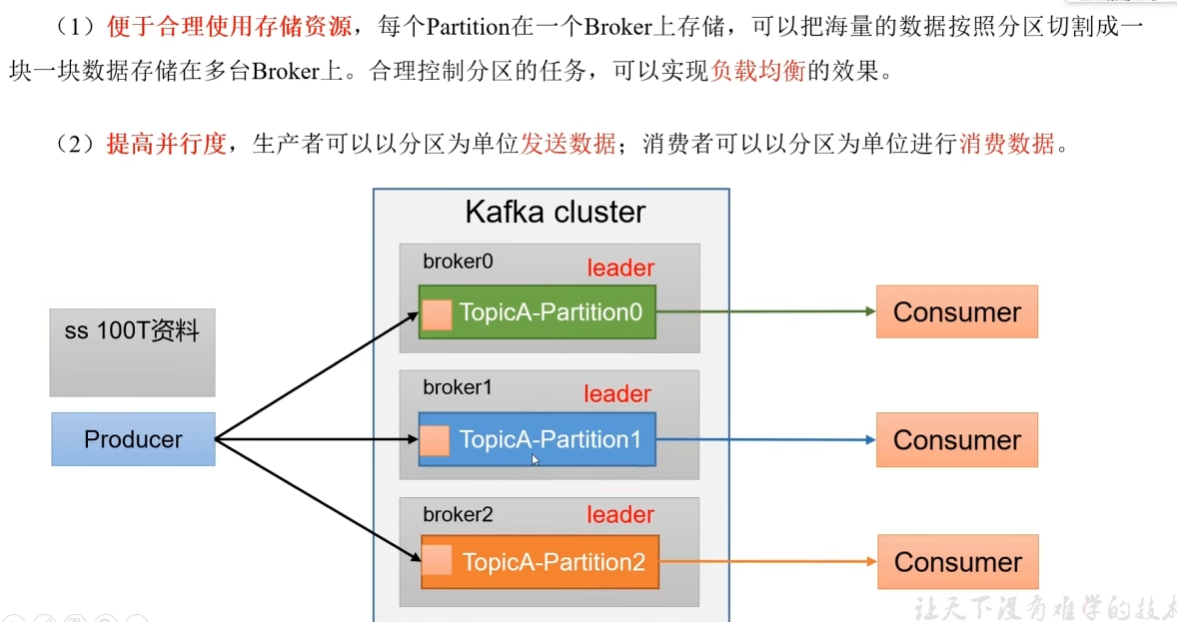 （1）便于合理使用存储资源，每个Partition在一个Broker上存储，可以把海量的数据按照分区切割成一
块一块数据存储在多台Broker上。合理控制分区的任务，可以实现负载均衡的效果。
（2）提高并行度，生产者可以以分区为单位发送数据；消费者可以以分区为单位进行消费数据。
Kafka cluster
broker0
leader
ss 100T资料
TopicA-Partition0
Consumer
broker1
leader
Producer
TopicA-Partition1
Consumer
broker2
leader
TopicA-Partition2
Consumer
让天下没有难学的技术